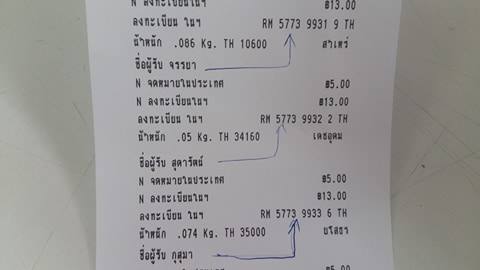 N ลงทะเบียนในฯ ฿13.00
ลงทะเบียน ในฯ RM 5773 9931 9 TH
น้ำหนัก .086 Kg. TH 10600 สาเหร่
ชื่อผู้รับ จรรยา
N จดหมายในประเทศ ฿5.00
N ลงทะเบียนในฯ ฿13.00
ลงทะเบียน ในฯ RM 5773 9932 2 TH
น้ำหนัก .05 Kg. TH 34160 เดชอุดม
ชื่อผู้รับ สุดารัตน์
N จดหมายในประเทศ ฿5.00
N ลงทะเบียนในฯ ฿13.00
ลงทะเบียน ในฯ RM 5773 9933 6 TH
น้ำหนัก .074 Kg. TH 35000 ยโสธร
ชื่อผู้รับ กุสุมา
฿5.00